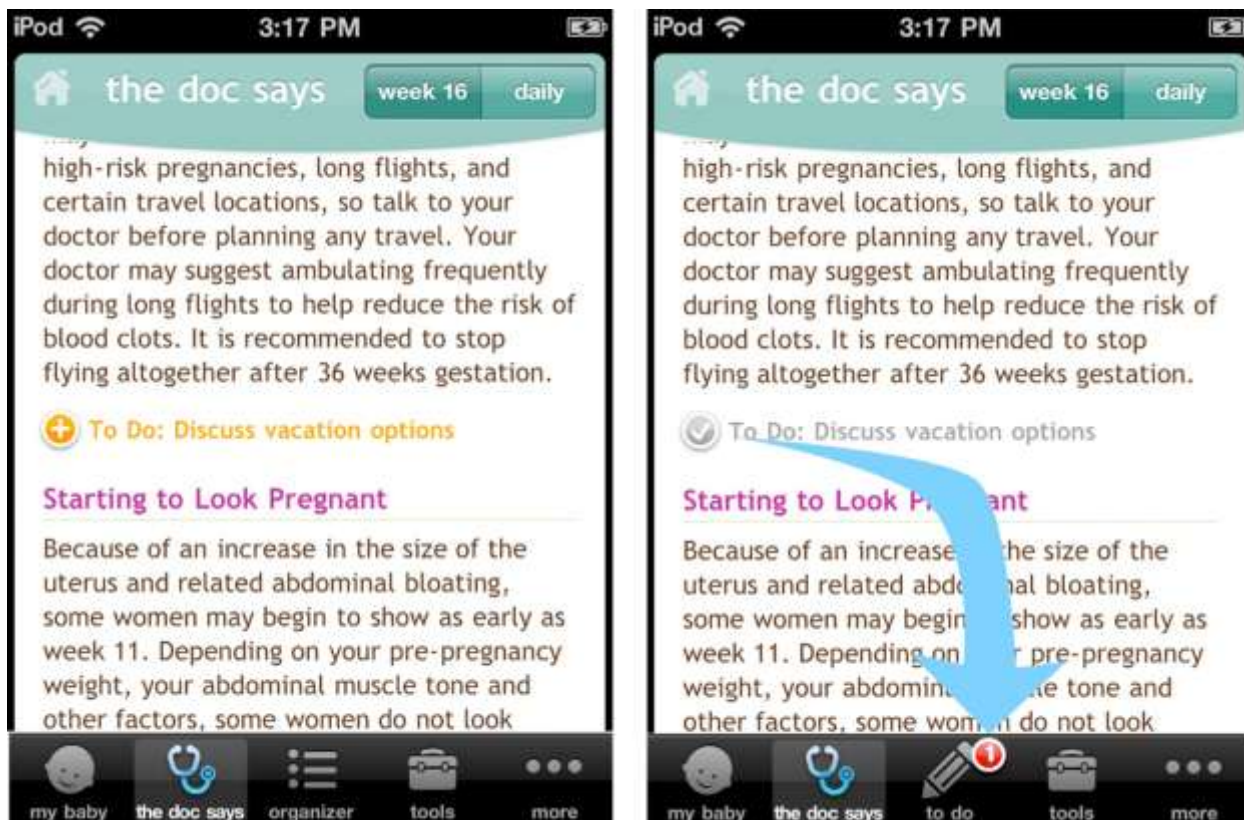 iPod
3:17 PM
the doc says
week 16
daily
high-risk pregnancies, long flights, and
certain travel locations, so talk to your
doctor before planning any travel. Your
doctor may suggest ambulating frequently
during long flights to help reduce the risk of
blood clots. It is recommended to stop
flying altogether after 36 weeks gestation.
To Do: Discuss vacation options
Starting to Look Pregnant
Because of an increase in the size of the
uterus and related abdominal bloating,
some women may begin to show as early as
week 11. Depending on your pre-pregnancy
weight, your abdominal muscle tone and
other factors, some women do not look
my baby
the doc says
organizer
tools
more
iPod
3:17 PM
the doc says
week 16
daily
high-risk pregnancies, long flights, and
certain travel locations, so talk to your
doctor before planning any travel. Your
doctor may suggest ambulating frequently
during long flights to help reduce the risk of
blood clots. It is recommended to stop
flying altogether after 36 weeks gestation.
To Do: Discuss vacation options
Starting to Look P ant
Because of an increase the size of the
uterus and related abdo nal bloating,
some women may begin show as early as
week 11. Depending on r pre-pregnancy
weight, your abdomin le tone and
other factors, some women do not look
1
my baby
the doc says
to do
tools
more